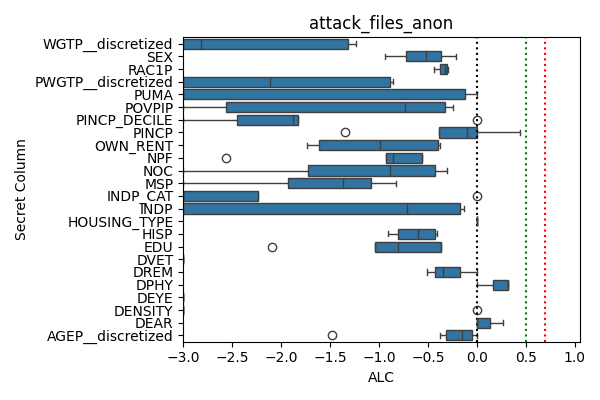 attack_files_anon
WGTP__discretized
SEX
RAC1P
PWGTP__discretized
PUMA
POVPIP
PINCP_DECILE
PINCP
OWN_RENT
NPF
NOC
MSP
INDP_CAT
INDP
HOUSING_TYPE
HISP
EDU
DVET
DREM
DPHY
DEYE
DENSITY
DEAR
AGEP__discretized
Secret Column
-3.0 -2.5 -2.0 -1.5 -1.0 -0.5 0.0 0.5 1.0
ALC